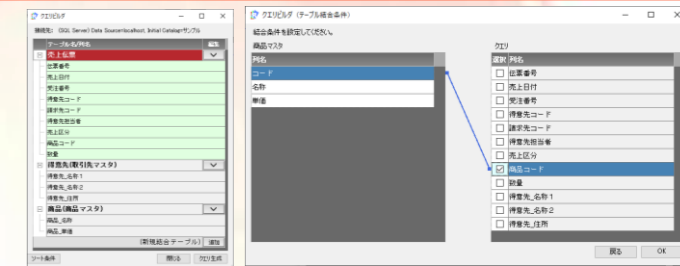 クエリビルダ
接続先: (SQL Server) Data Source=localhost;Initial Catalog=サンプル
テーブル名/列名 編集
売上伝票
伝票番号
売上日付
受注番号
得意先コード
請求先コード
得意先担当者
売上区分
商品コード
数量
得意先(取引先マスタ)
得意先_名称1
得意先_名称2
得意先_住所
商品(商品マスタ)
商品_名称
商品_単価
(新規結合テーブル) 追加
ソート条件 閉じる クエリ生成
クエリビルダ (テーブル結合条件)
結合条件を設定してください。
商品マスタ
列名
コード
名称
単価
クエリ
選択 列名
伝票番号
売上日付
受注番号
得意先コード
請求先コード
得意先担当者
売上区分
商品コード
数量
得意先_名称1
得意先_名称2
得意先_住所
戻る OK